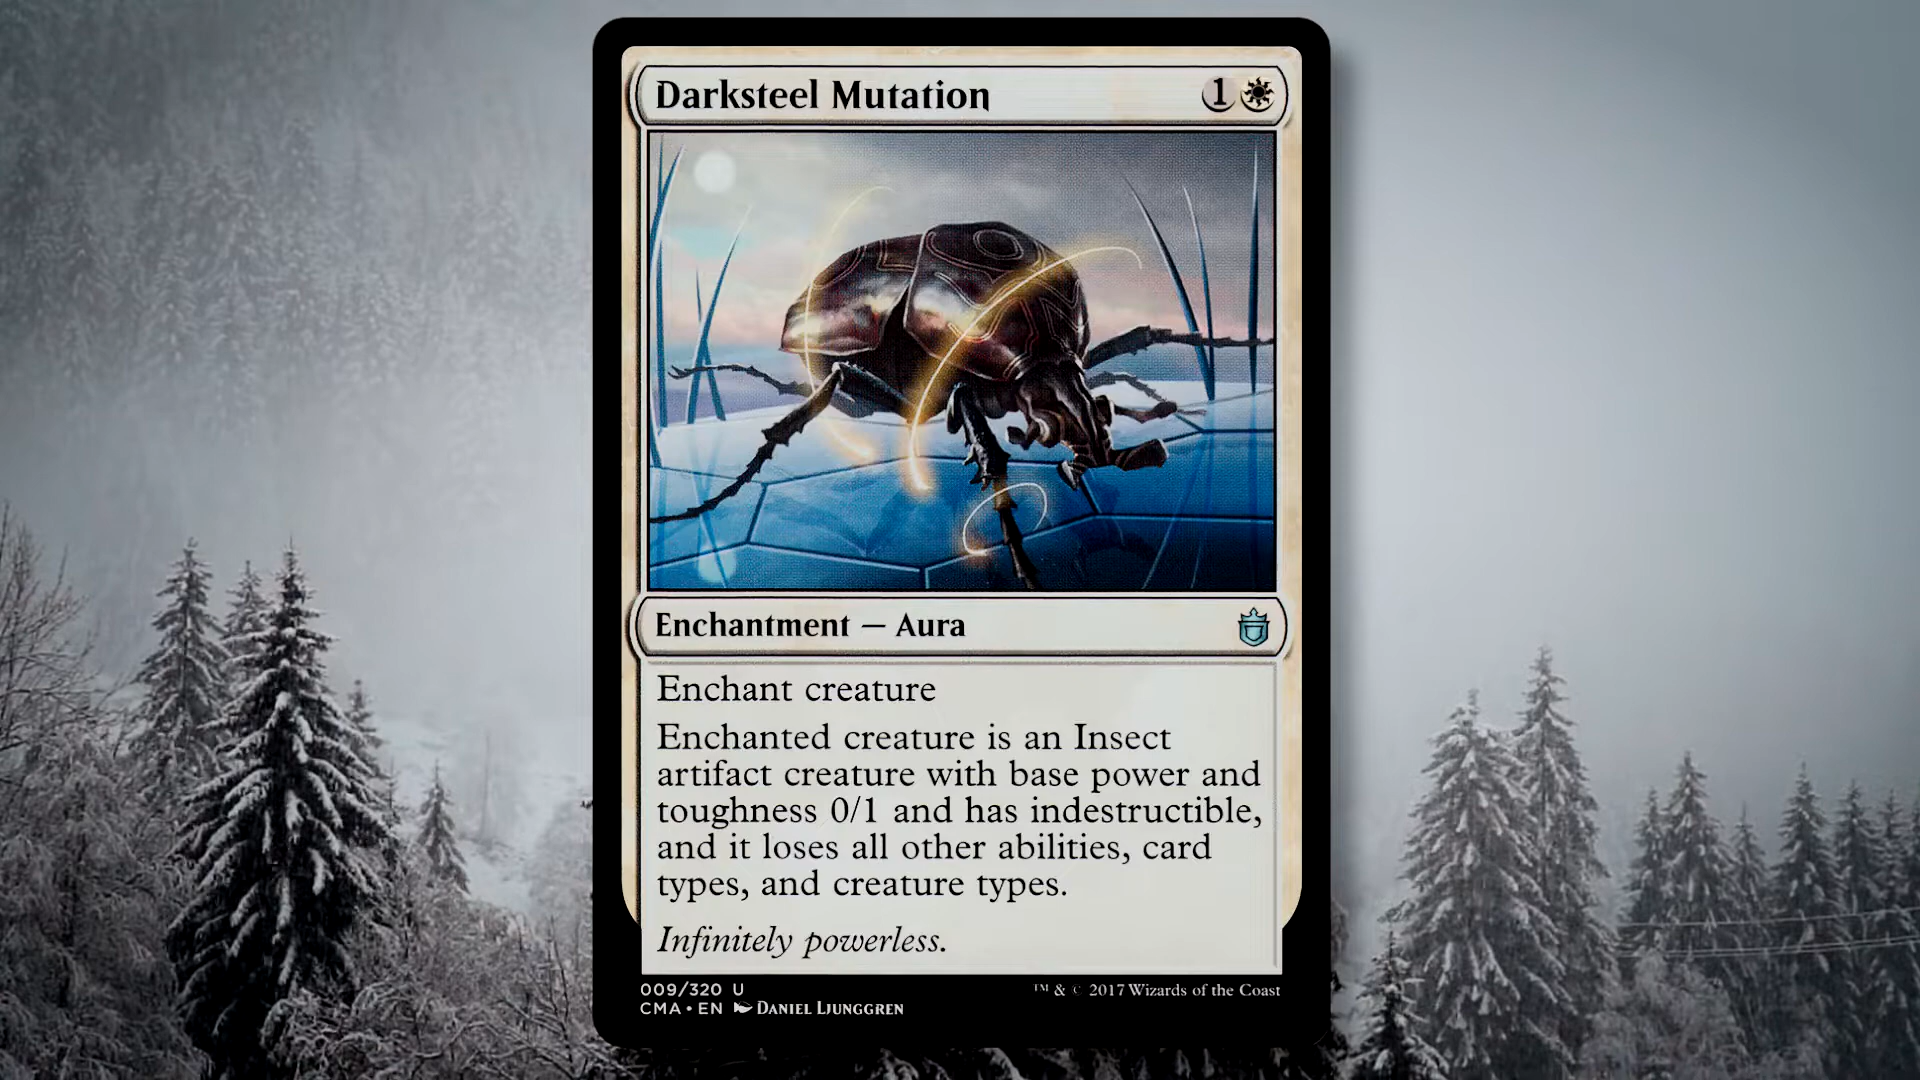 Darksteel Mutation 1
Enchantment — Aura
Enchant creature
Enchanted creature is an Insect
artifact creature with base power and
toughness 0/1 and has indestructible,
and it loses all other abilities, card
types, and creature types.
Infinitely powerless.
009/320 U
CMA • EN DANIEL LJUNGGREN
™ & © 2017 Wizards of the Coast